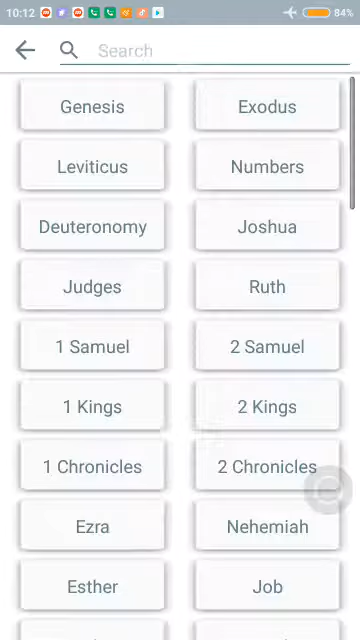 10:12 84%
Search
Genesis Exodus
Leviticus Numbers
Deuteronomy Joshua
Judges Ruth
1 Samuel 2 Samuel
1 Kings 2 Kings
1 Chronicles 2 Chronicles
Ezra Nehemiah
Esther Job